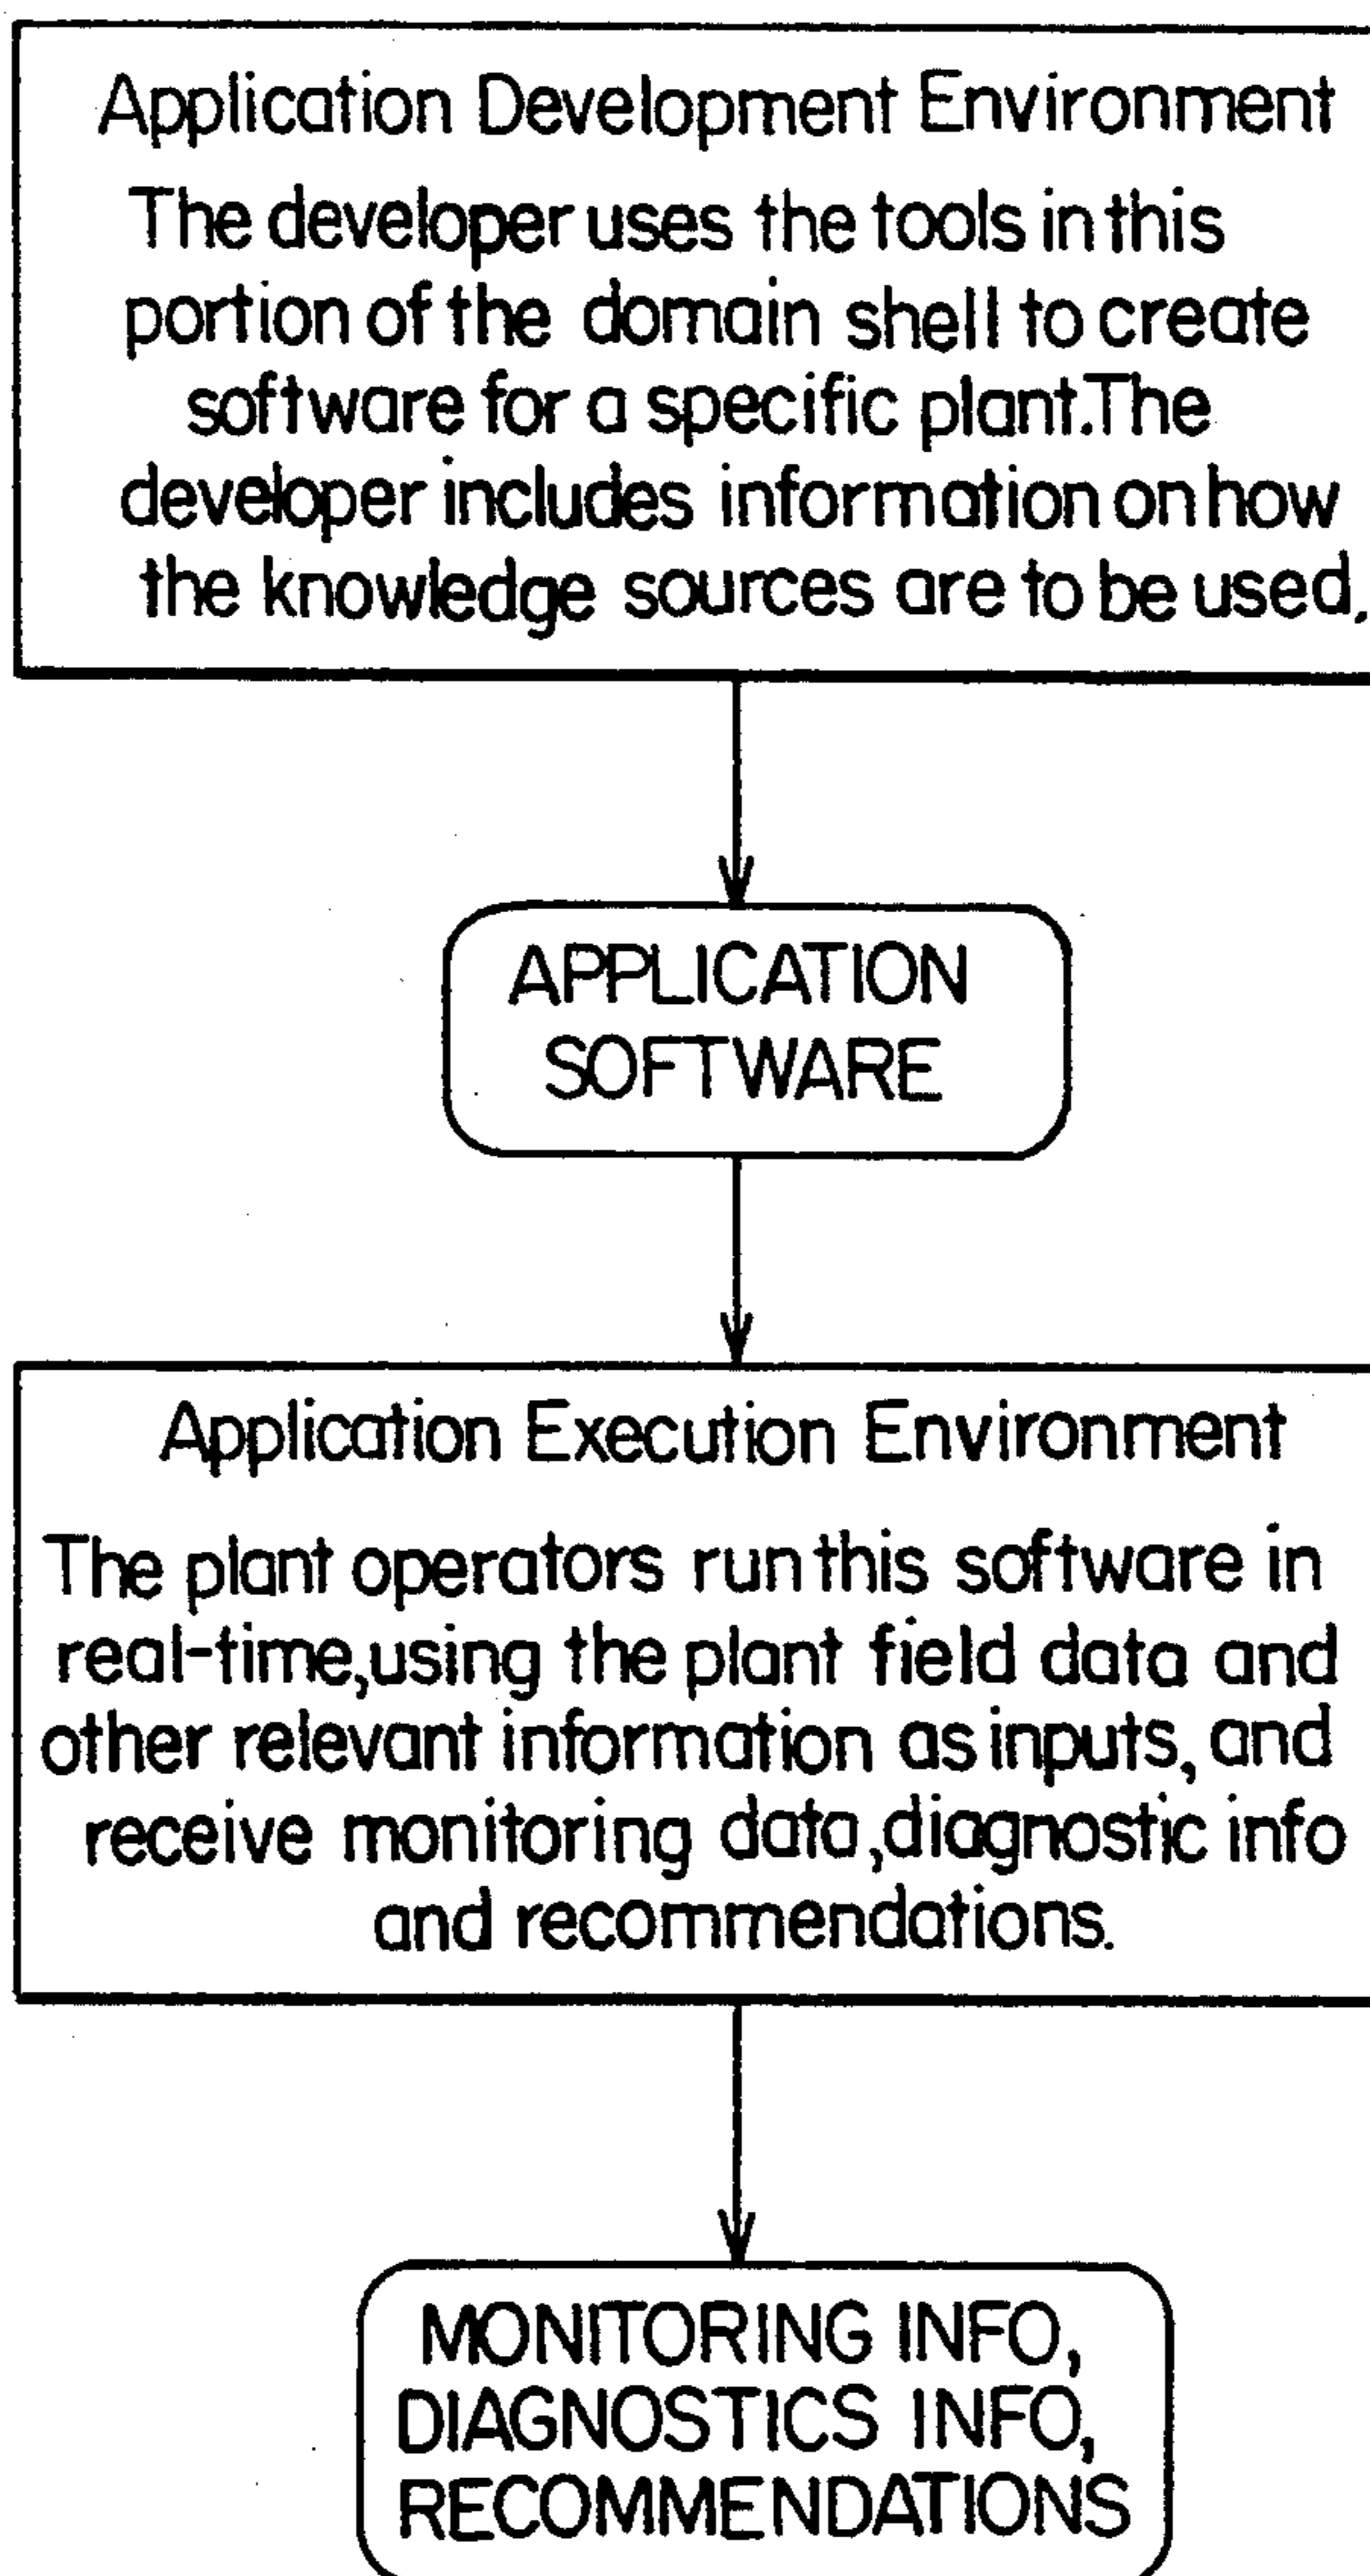 Application Development Environment
The developer uses the tools in this
portion of the domain shell to create
software for a specific plant. The
developer includes information on how
the knowledge sources are to be used.
APPLICATION
SOFTWARE
Application Execution Environment
The plant operators run this software in
real-time, using the plant field data and
other relevant information as inputs, and
receive monitoring data, diagnostic info
and recommendations.
MONITORING INFO,
DIAGNOSTICS INFO,
RECOMMENDATIONS